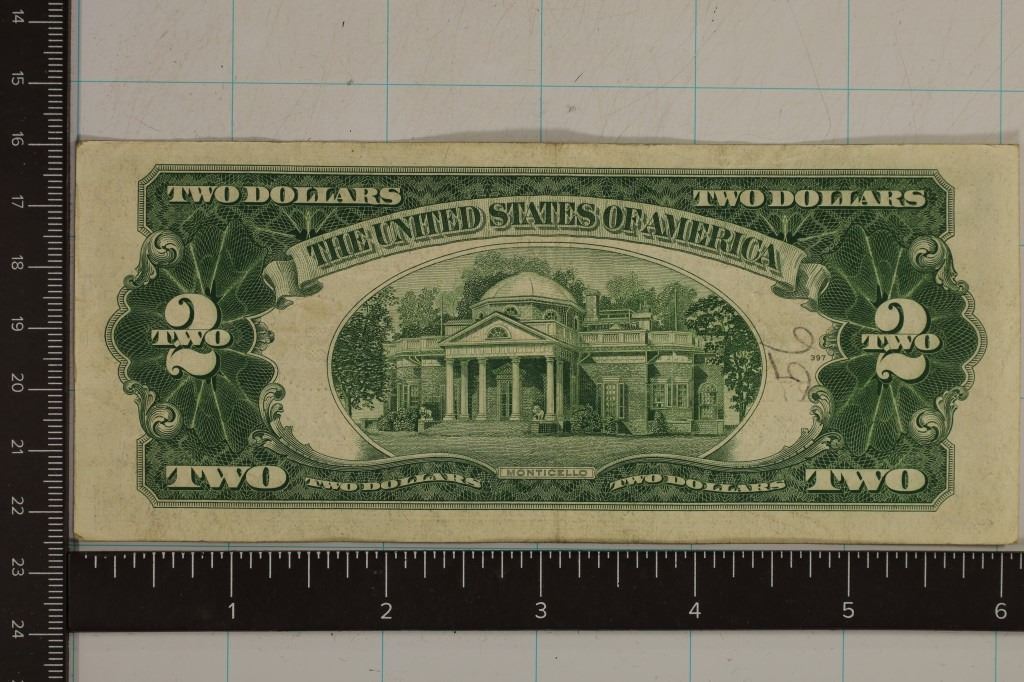 14
15
16
17
18
19
20
21
22
23
24
TWO DOLLARS
TWO DOLLARS
THE UNITED STATES OF AMERICA
2
TWO
2
TWO
397
TWO
TWO DOLLARS
MONTICELLO
TWO DOLLARS
TWO
1 2 3 4 5 6